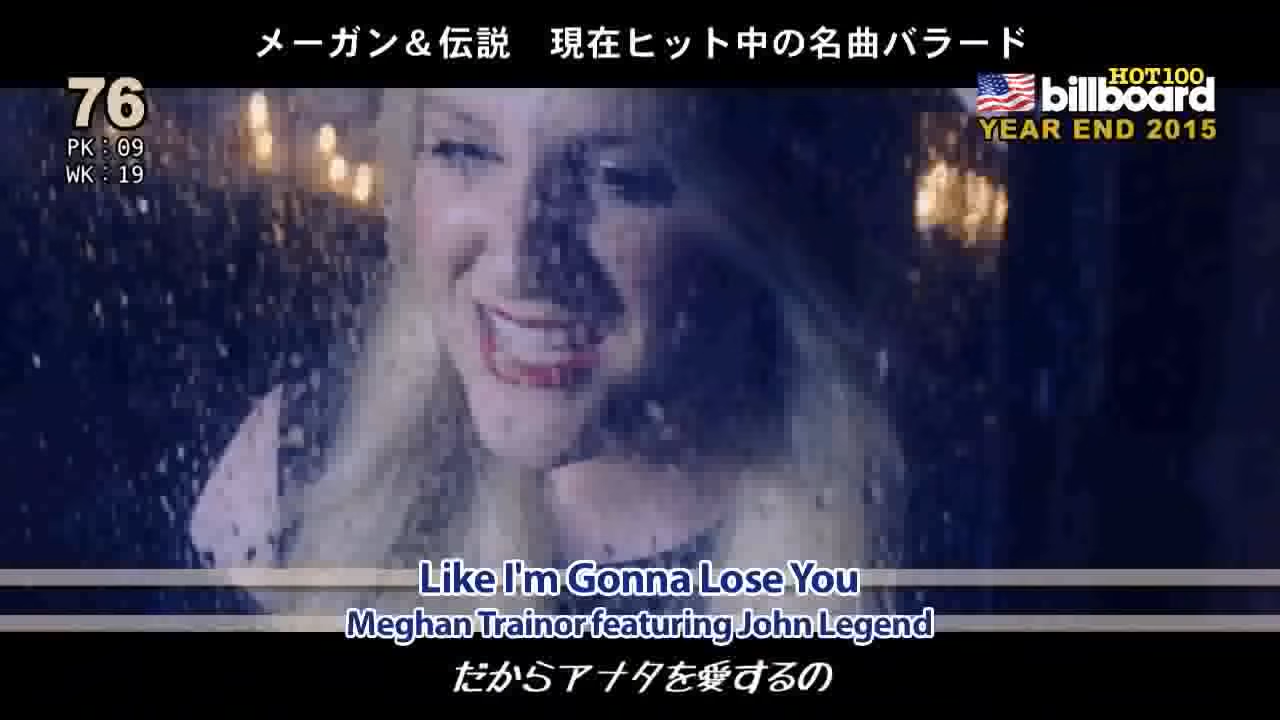 メーガン＆伝説　現在ヒット中の名曲バラード
76
PK：09
WK：19
HOT100
billboard
YEAR END 2015
Like I'm Gonna Lose You
Meghan Trainor featuring John Legend
だからアナタを愛するの